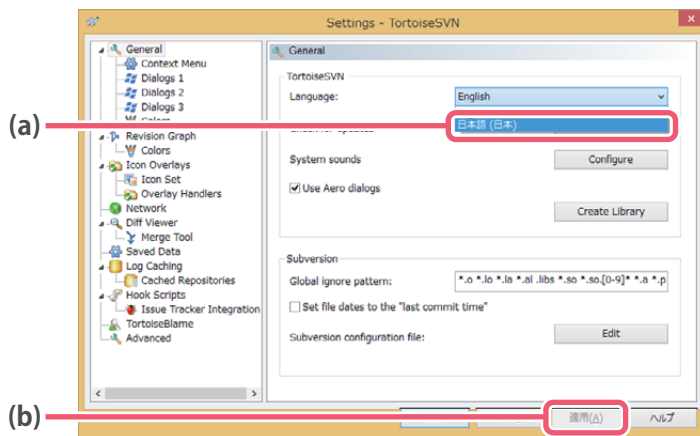 Settings - TortoiseSVN
General
Context Menu
Dialogs 1
Dialogs 2
Dialogs 3
Revision Graph
Colors
Icon Overlays
Icon Set
Overlay Handlers
Network
Diff Viewer
Merge Tool
Saved Data
Log Caching
Cached Repositories
Hook Scripts
Issue Tracker Integration
TortoiseBlame
Advanced
General
TortoiseSVN
Language:
English
(a)
日本語 (日本)
System sounds
Configure
Use Aero dialogs
Create Library
Subversion
Global ignore pattern:
*.o *.lo *.la *.al .libs *.so *.so.[0-9]* *.a *.p
Set file dates to the "last commit time"
Subversion configuration file:
Edit
(b)
適用(A)
ヘルプ